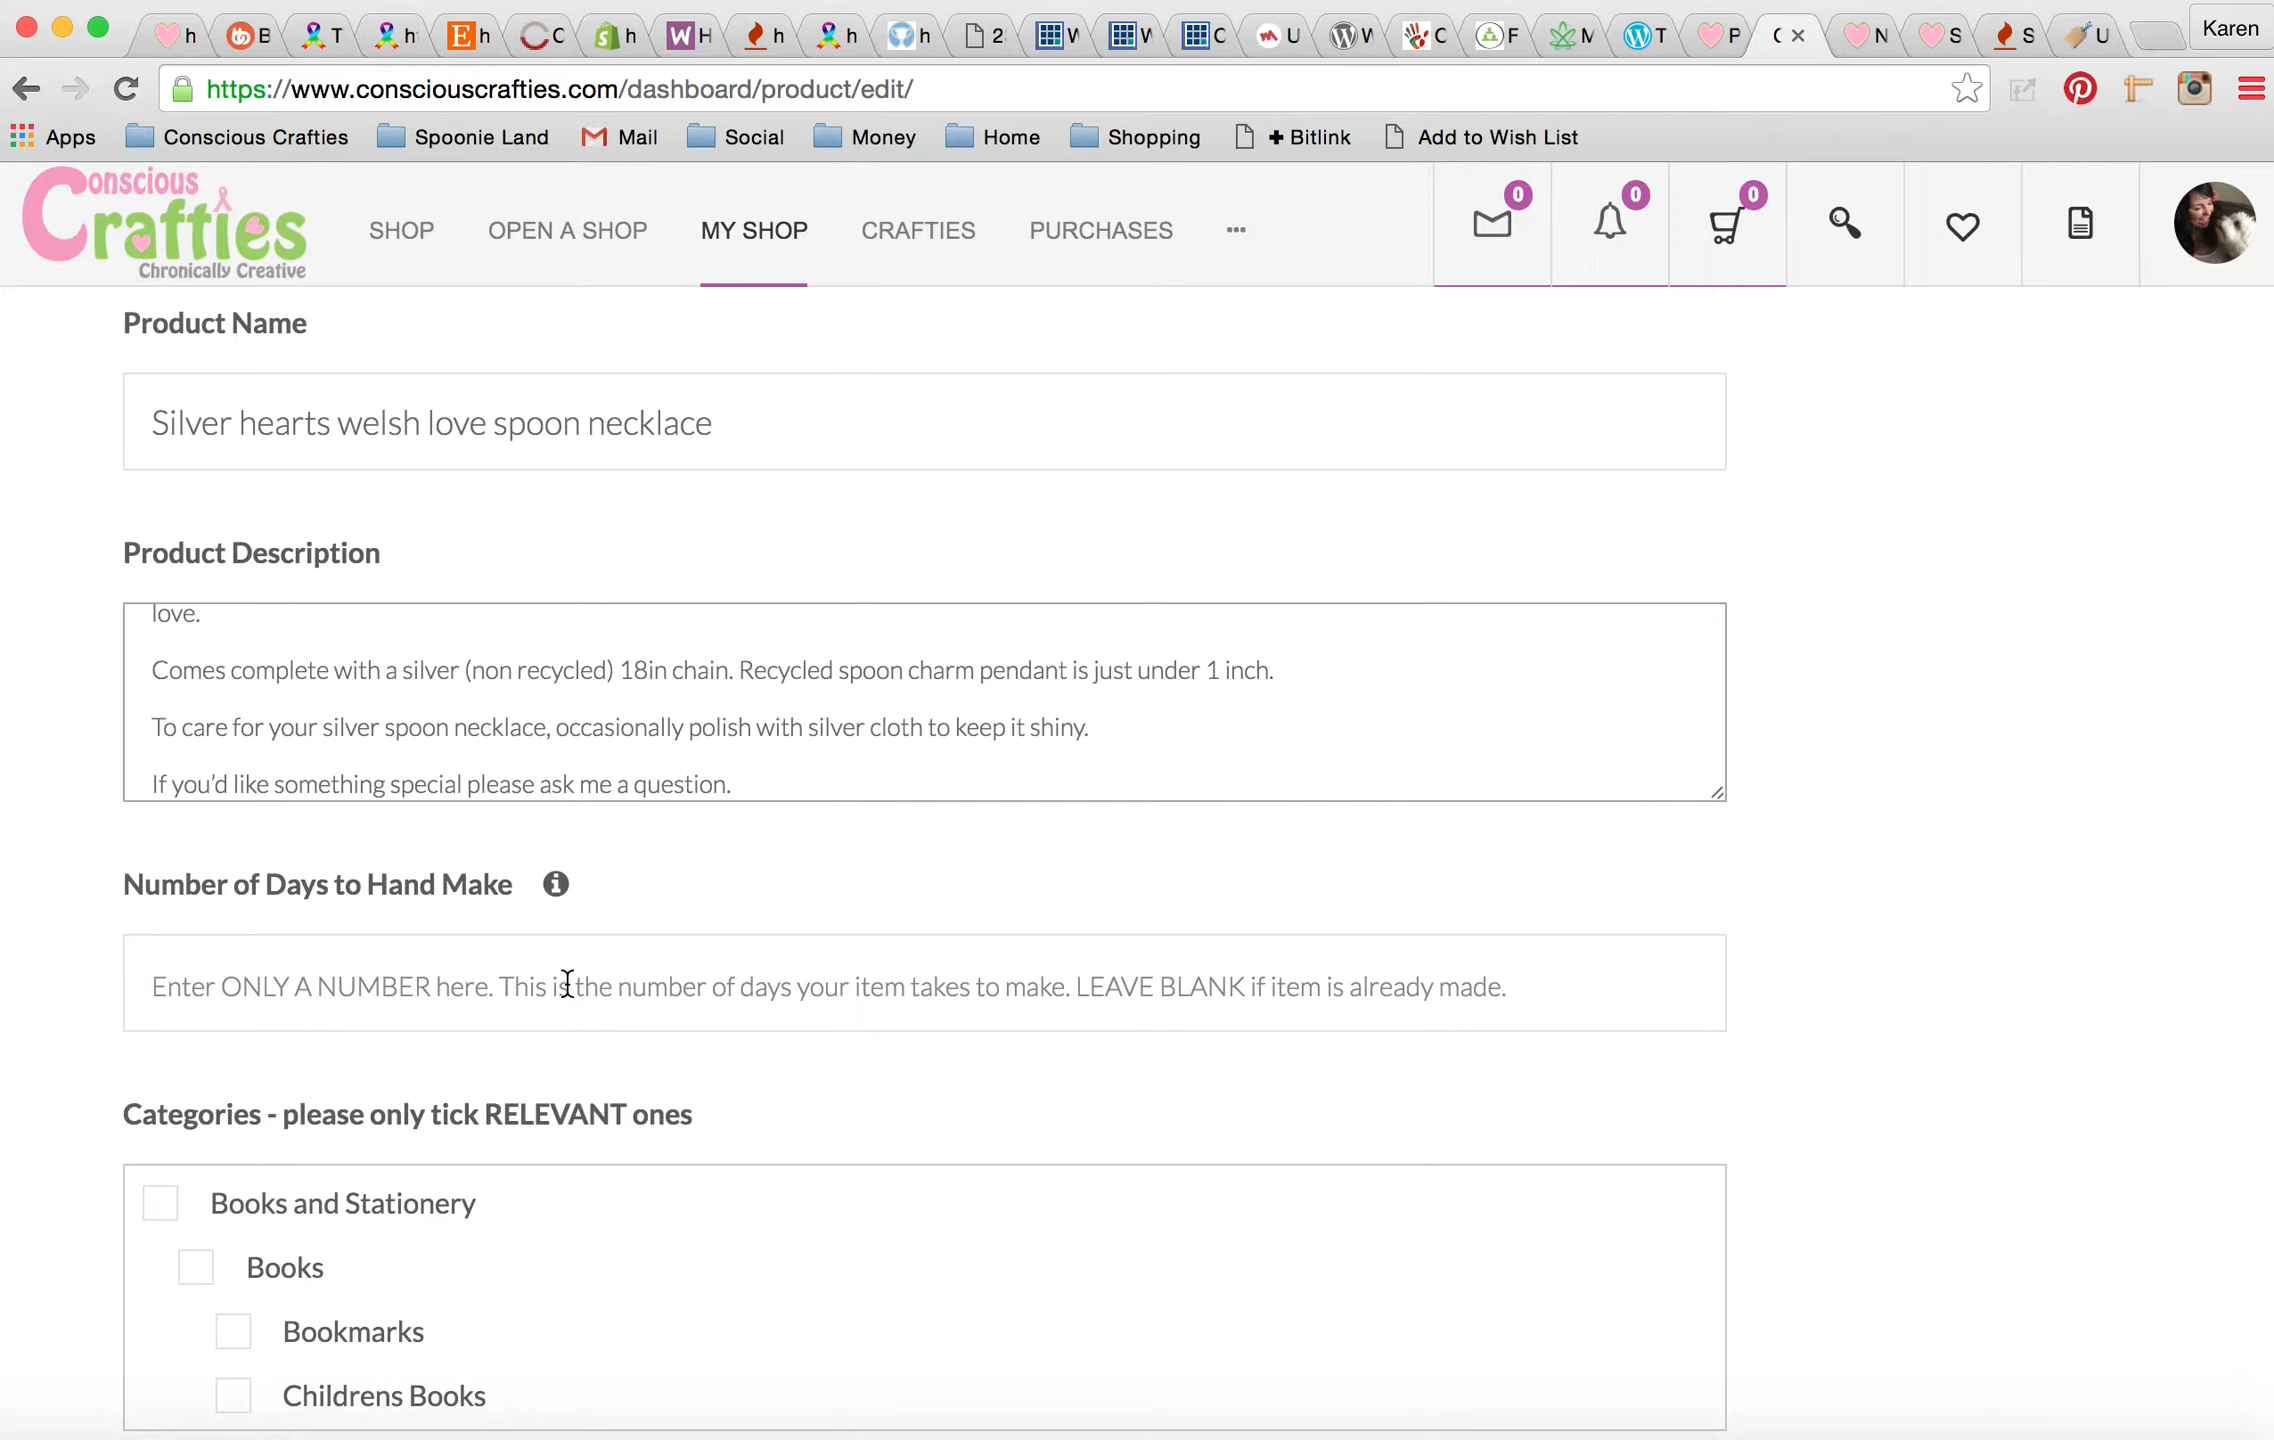 h B T h h C h H h h h 2 W W C U W C F M T P C N S S U Karen
https://www.consciouscrafties.com/dashboard/product/edit/
Apps Conscious Crafties Spoonie Land Mail Social Money Home Shopping + Bitlink Add to Wish List
Conscious Crafties Chronically Creative
SHOP OPEN A SHOP MY SHOP CRAFTIES PURCHASES ••• 0 0 0
Product Name
Silver hearts welsh love spoon necklace
Product Description
love.
Comes complete with a silver (non recycled) 18in chain. Recycled spoon charm pendant is just under 1 inch.
To care for your silver spoon necklace, occasionally polish with silver cloth to keep it shiny.
If you’d like something special please ask me a question.
Number of Days to Hand Make
Enter ONLY A NUMBER here. This is the number of days your item takes to make. LEAVE BLANK if item is already made.
Categories - please only tick RELEVANT ones
Books and Stationery
Books
Bookmarks
Childrens Books